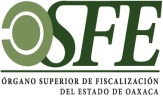 OSFE
ÓRGANO SUPERIOR DE FISCALIZACIÓN
DEL ESTADO DE OAXACA